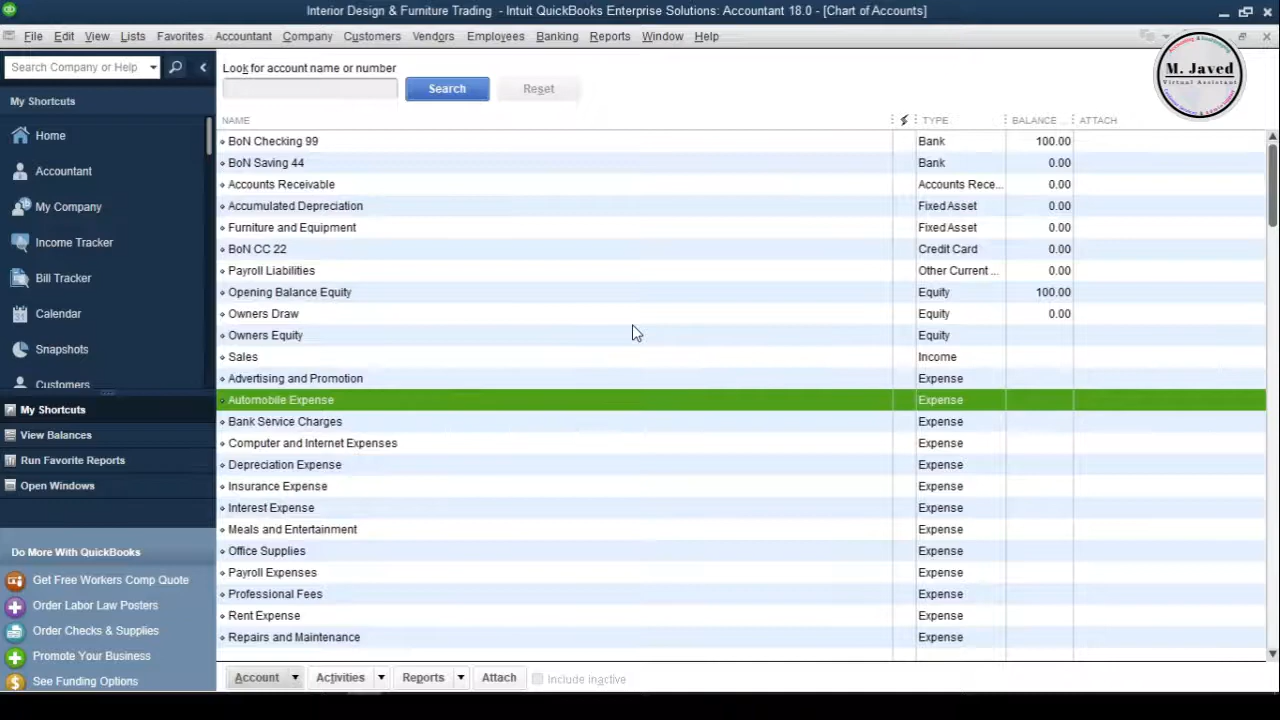 Interior Design & Furniture Trading - Intuit QuickBooks Enterprise Solutions: Accountant 18.0 - [Chart of Accounts]
File Edit View Lists Favorites Accountant Company Customers Vendors Employees Banking Reports Window Help
Search Company or Help
My Shortcuts
Home
Accountant
My Company
Income Tracker
Bill Tracker
Calendar
Snapshots
Customers
My Shortcuts
View Balances
Run Favorite Reports
Open Windows
Do More With QuickBooks
Get Free Workers Comp Quote
Order Labor Law Posters
Order Checks & Supplies
Promote Your Business
See Funding Options
M. Javed
Virtual Assistant
Look for account name or number
Search Reset
NAME TYPE BALANCE ... ATTACH
BoN Checking 99 Bank 100.00
BoN Saving 44 Bank 0.00
Accounts Receivable Accounts Rece... 0.00
Accumulated Depreciation Fixed Asset 0.00
Furniture and Equipment Fixed Asset 0.00
BoN CC 22 Credit Card 0.00
Payroll Liabilities Other Current ... 0.00
Opening Balance Equity Equity 100.00
Owners Draw Equity 0.00
Owners Equity Equity
Sales Income
Advertising and Promotion Expense
Automobile Expense Expense
Bank Service Charges Expense
Computer and Internet Expenses Expense
Depreciation Expense Expense
Insurance Expense Expense
Interest Expense Expense
Meals and Entertainment Expense
Office Supplies Expense
Payroll Expenses Expense
Professional Fees Expense
Rent Expense Expense
Repairs and Maintenance Expense
Account Activities Reports Attach Include inactive